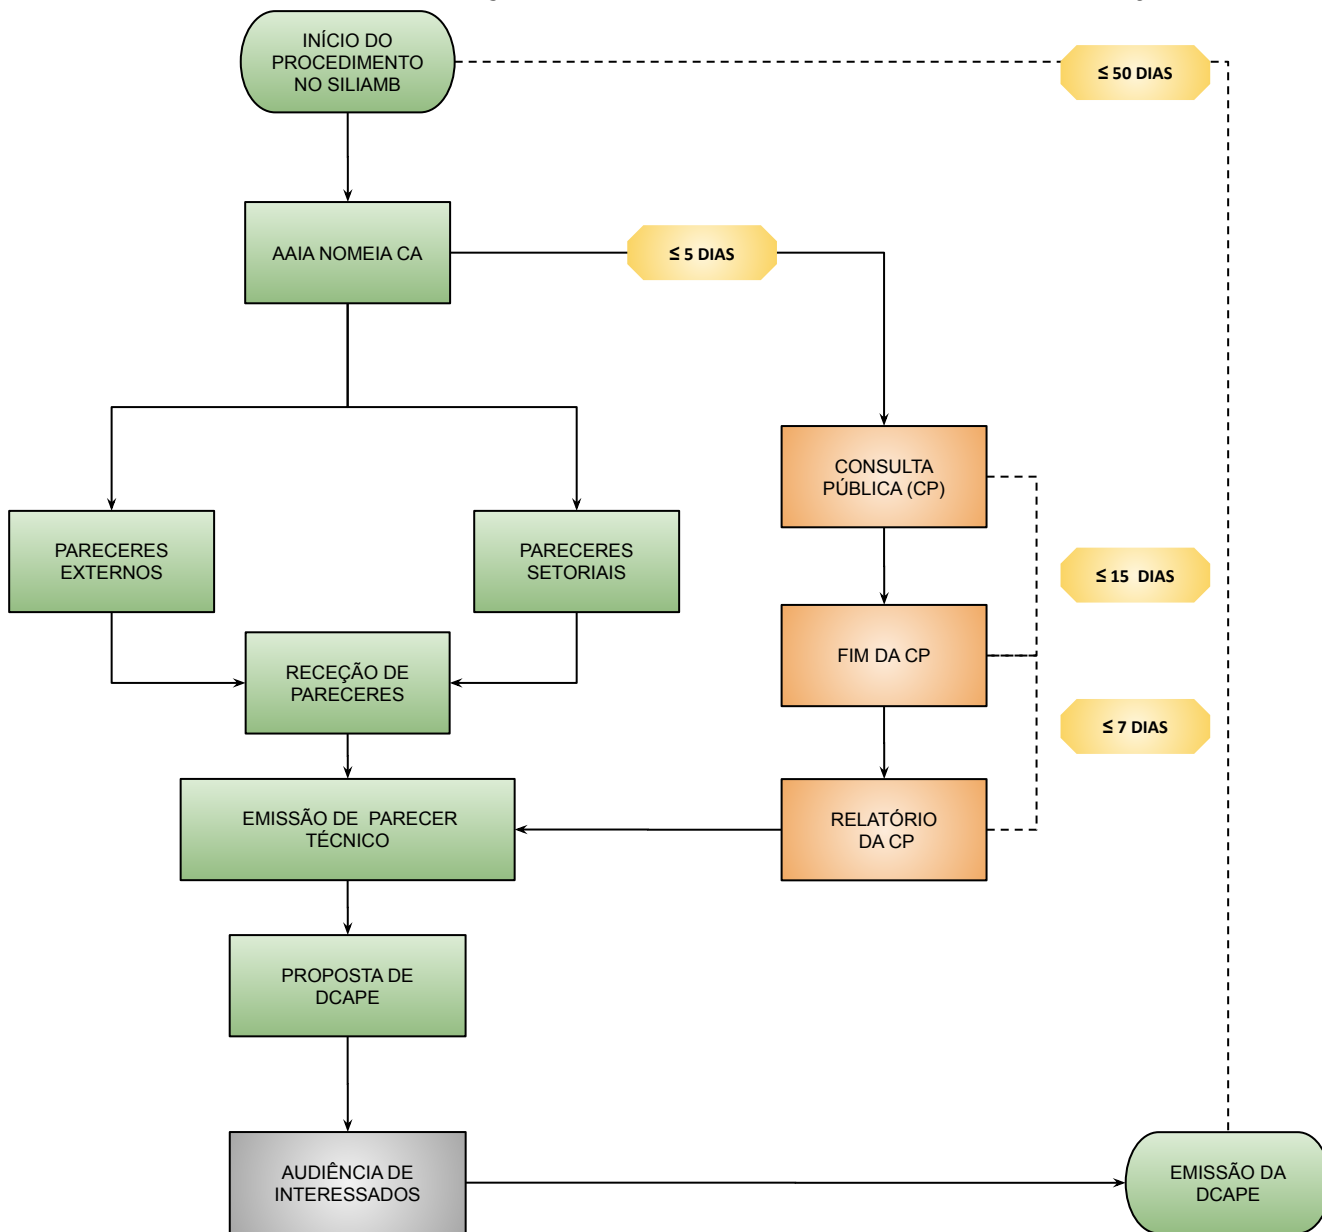 INÍCIO DO
PROCEDIMENTO
NO SILIAMB
≤ 50 DIAS
AAIA NOMEIA CA
≤ 5 DIAS
CONSULTA
PÚBLICA (CP)
PARECERES
EXTERNOS
PARECERES
SETORIAIS
≤ 15 DIAS
FIM DA CP
RECEÇÃO DE
PARECERES
≤ 7 DIAS
EMISSÃO DE PARECER
TÉCNICO
RELATÓRIO
DA CP
PROPOSTA DE
DCAPE
AUDIÊNCIA DE
INTERESSADOS
EMISSÃO DA
DCAPE